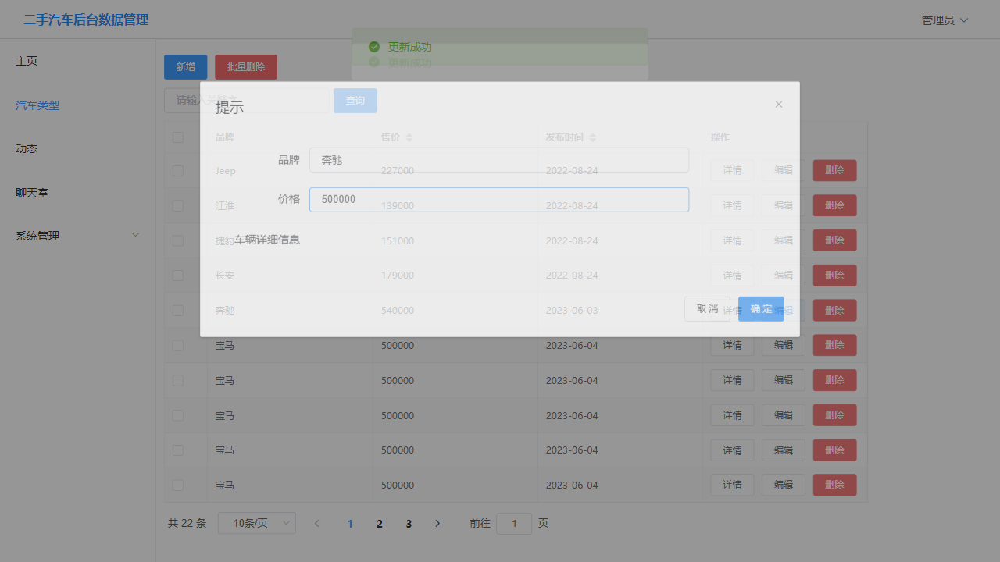 二手汽车后台数据管理
管理员
更新成功
更新成功
主页
汽车类型
动态
聊天室
系统管理
新增 批量删除
请输入关键字 查询
提示
品牌 售价 发布时间 操作
品牌 奔驰
Jeep 227000 2022-08-24 详情 编辑 删除
价格 500000
江淮 139000 2022-08-24 详情 编辑 删除
车辆详细信息
捷豹 151000 2022-08-24 详情 编辑 删除
长安 179000 2022-08-24 详情 编辑 删除
取消 确定
奔驰 540000 2023-06-03 详情 编辑 删除
宝马 500000 2023-06-04 详情 编辑 删除
宝马 500000 2023-06-04 详情 编辑 删除
宝马 500000 2023-06-04 详情 编辑 删除
宝马 500000 2023-06-04 详情 编辑 删除
宝马 500000 2023-06-04 详情 编辑 删除
共 22 条 10条/页 1 2 3 前往 1 页